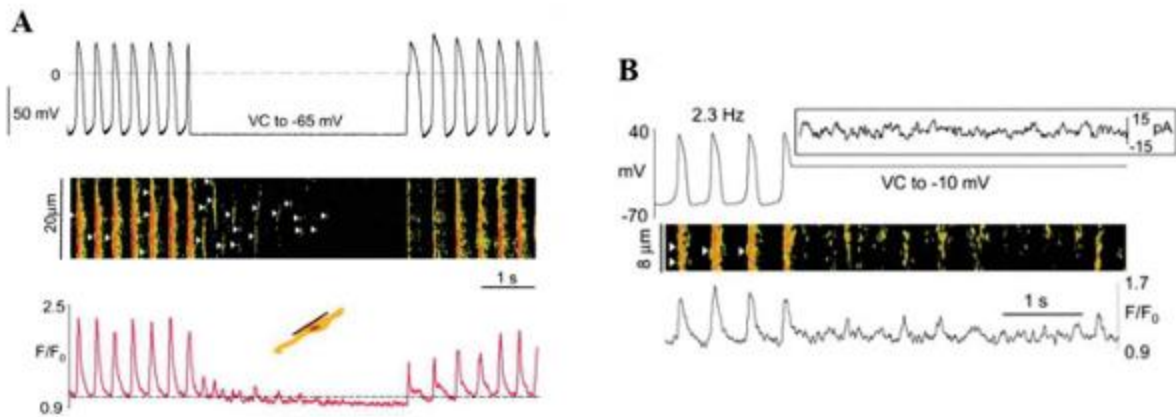 A
0
50 mV
VC to -65 mV
20μm
1 s
2.5
F/F0
0.9
B
2.3 Hz
40
mV
-70
15
pA
-15
VC to -10 mV
8 μm
1 s
1.7
F/F0
0.9